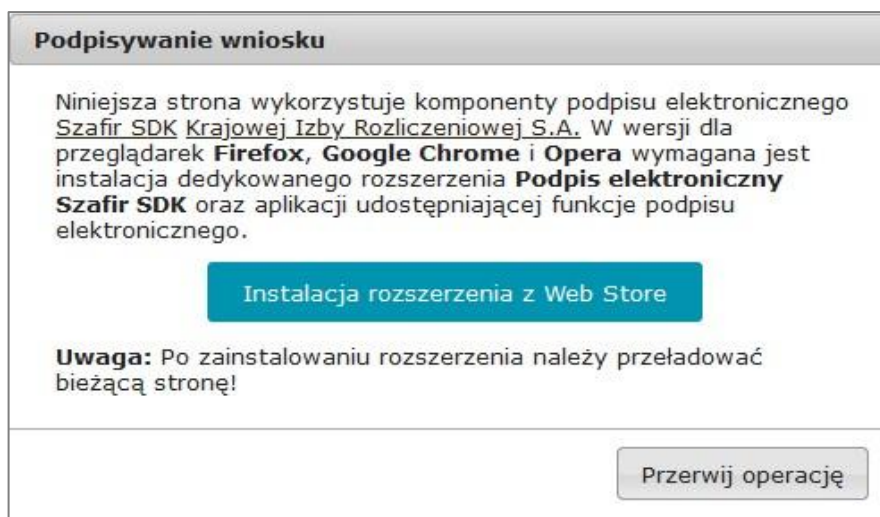 Podpisywanie wniosku
Niniejsza strona wykorzystuje komponenty podpisu elektronicznego
Szafir SDK Krajowej Izby Rozliczeniowej S.A. W wersji dla
przeglądarek Firefox, Google Chrome i Opera wymagana jest
instalacja dedykowanego rozszerzenia Podpis elektroniczny
Szafir SDK oraz aplikacji udostępniającej funkcje podpisu
elektronicznego.
Instalacja rozszerzenia z Web Store
Uwaga: Po zainstalowaniu rozszerzenia należy przeładować
bieżącą stronę!
Przerwij operację